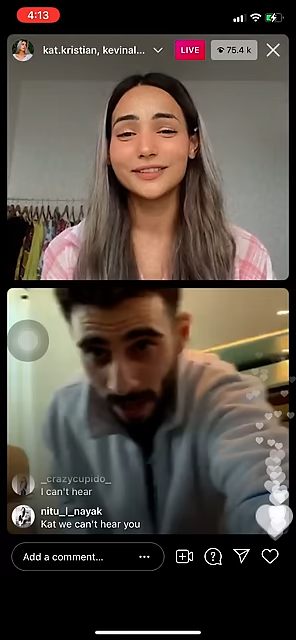 4:13
kat.kristian, kevinal...
LIVE
75.4 k
_crazycupido_
I can't hear
nitu_l_nayak
Kat we can't hear you
Add a comment...